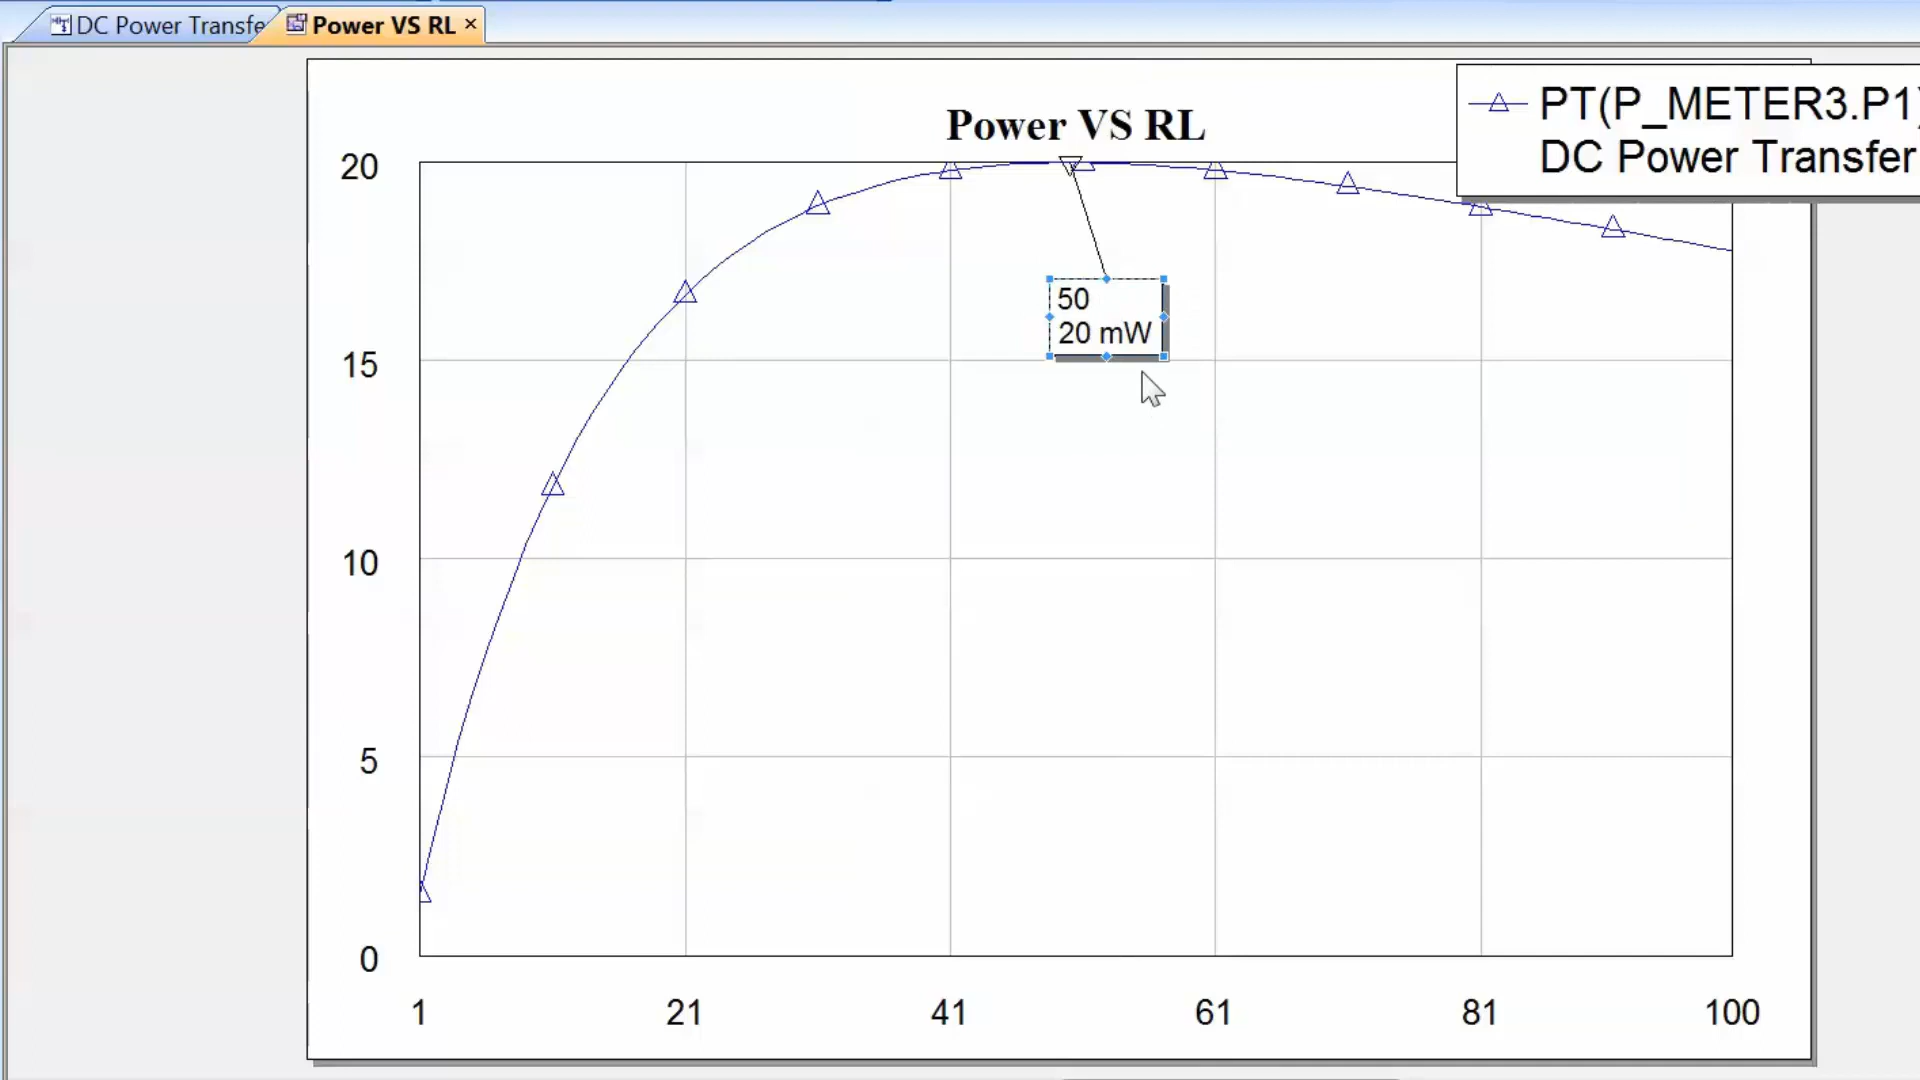 DC Power Transfe
Power VS RL
Power VS RL
PT(P_METER3.P1)
DC Power Transfer
20
15
10
5
0
50
20 mW
1 21 41 61 81 100